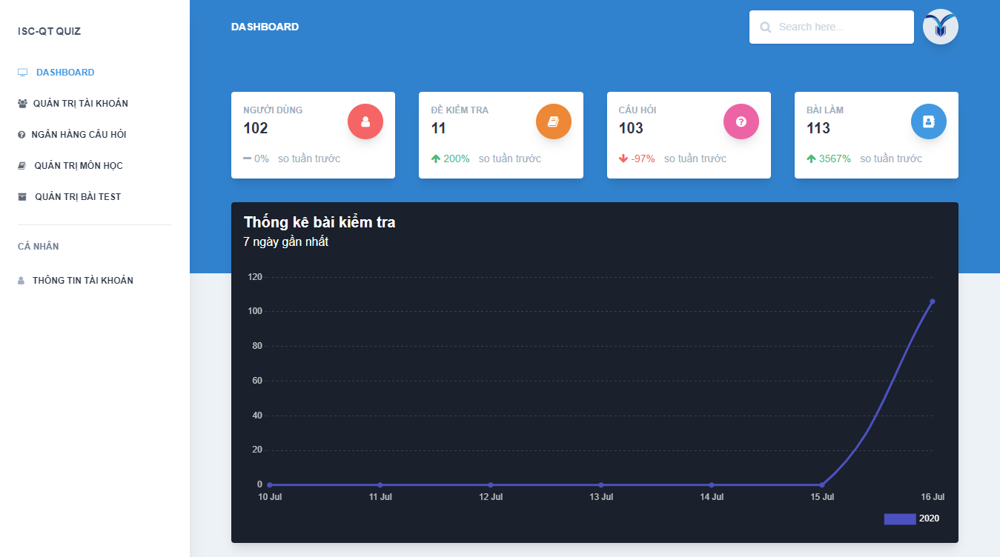 ISC-QT QUIZ
DASHBOARD
QUẢN TRỊ TÀI KHOẢN
NGÂN HÀNG CÂU HỎI
QUẢN TRỊ MÔN HỌC
QUẢN TRỊ BÀI TEST
CÁ NHÂN
THÔNG TIN TÀI KHOẢN
DASHBOARD
Search here...
NGƯỜI DÙNG
102
0% so tuần trước
ĐỀ KIỂM TRA
11
200% so tuần trước
CÂU HỎI
103
-97% so tuần trước
BÀI LÀM
113
3567% so tuần trước
Thống kê bài kiểm tra
7 ngày gần nhất
120
100
80
60
40
20
0
10 Jul 11 Jul 12 Jul 13 Jul 14 Jul 15 Jul 16 Jul
2020